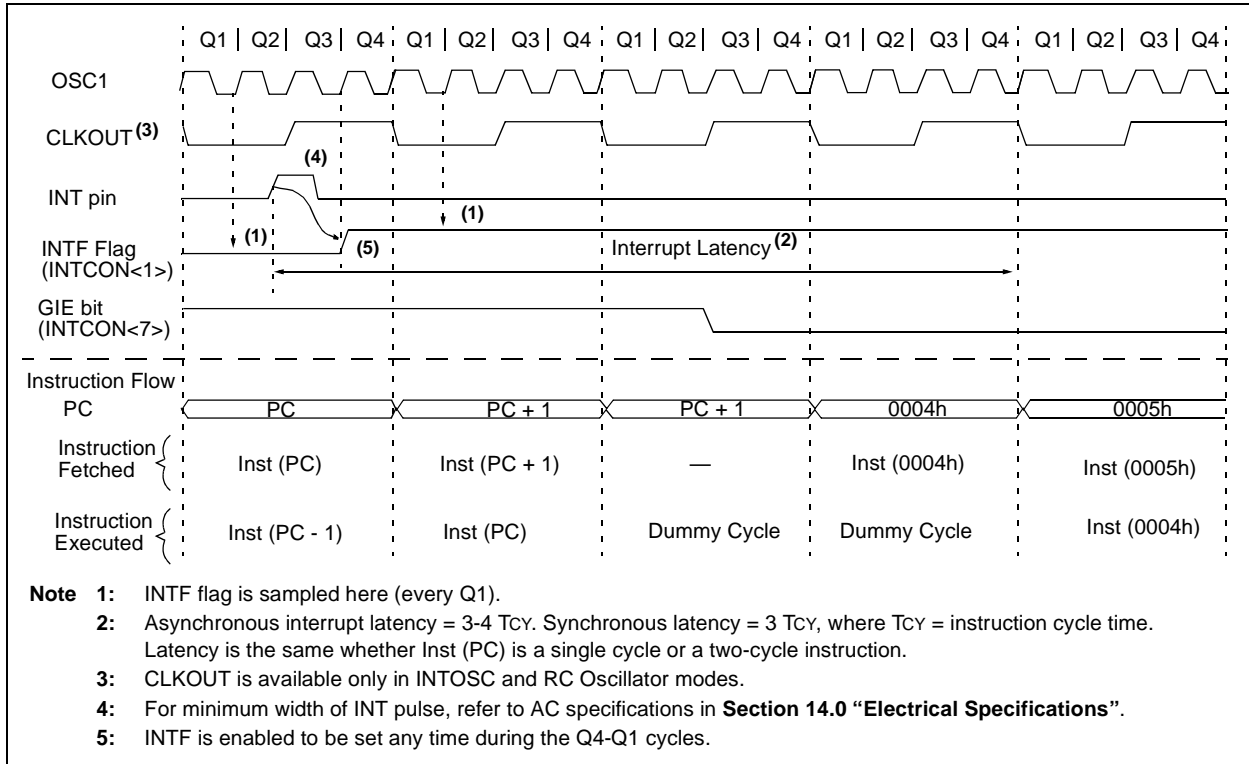 Q1 | Q2 | Q3 | Q4 Q1 | Q2 | Q3 | Q4 Q1 | Q2 | Q3 | Q4 Q1 | Q2 | Q3 | Q4 Q1 | Q2 | Q3 | Q4
OSC1
CLKOUT(3)
(4)
INT pin
(1)
(1)
(5)
INTF Flag
(INTCON<1>)
Interrupt Latency(2)
GIE bit
(INTCON<7>)
Instruction Flow
PC PC PC + 1 PC + 1 0004h 0005h
Instruction
Fetched
Inst (PC) Inst (PC + 1) — Inst (0004h) Inst (0005h)
Instruction
Executed
Inst (PC - 1) Inst (PC) Dummy Cycle Dummy Cycle Inst (0004h)
Note 1: INTF flag is sampled here (every Q1).
2: Asynchronous interrupt latency = 3-4 TCY. Synchronous latency = 3 TCY, where TCY = instruction cycle time.
Latency is the same whether Inst (PC) is a single cycle or a two-cycle instruction.
3: CLKOUT is available only in INTOSC and RC Oscillator modes.
4: For minimum width of INT pulse, refer to AC specifications in Section 14.0 “Electrical Specifications”.
5: INTF is enabled to be set any time during the Q4-Q1 cycles.